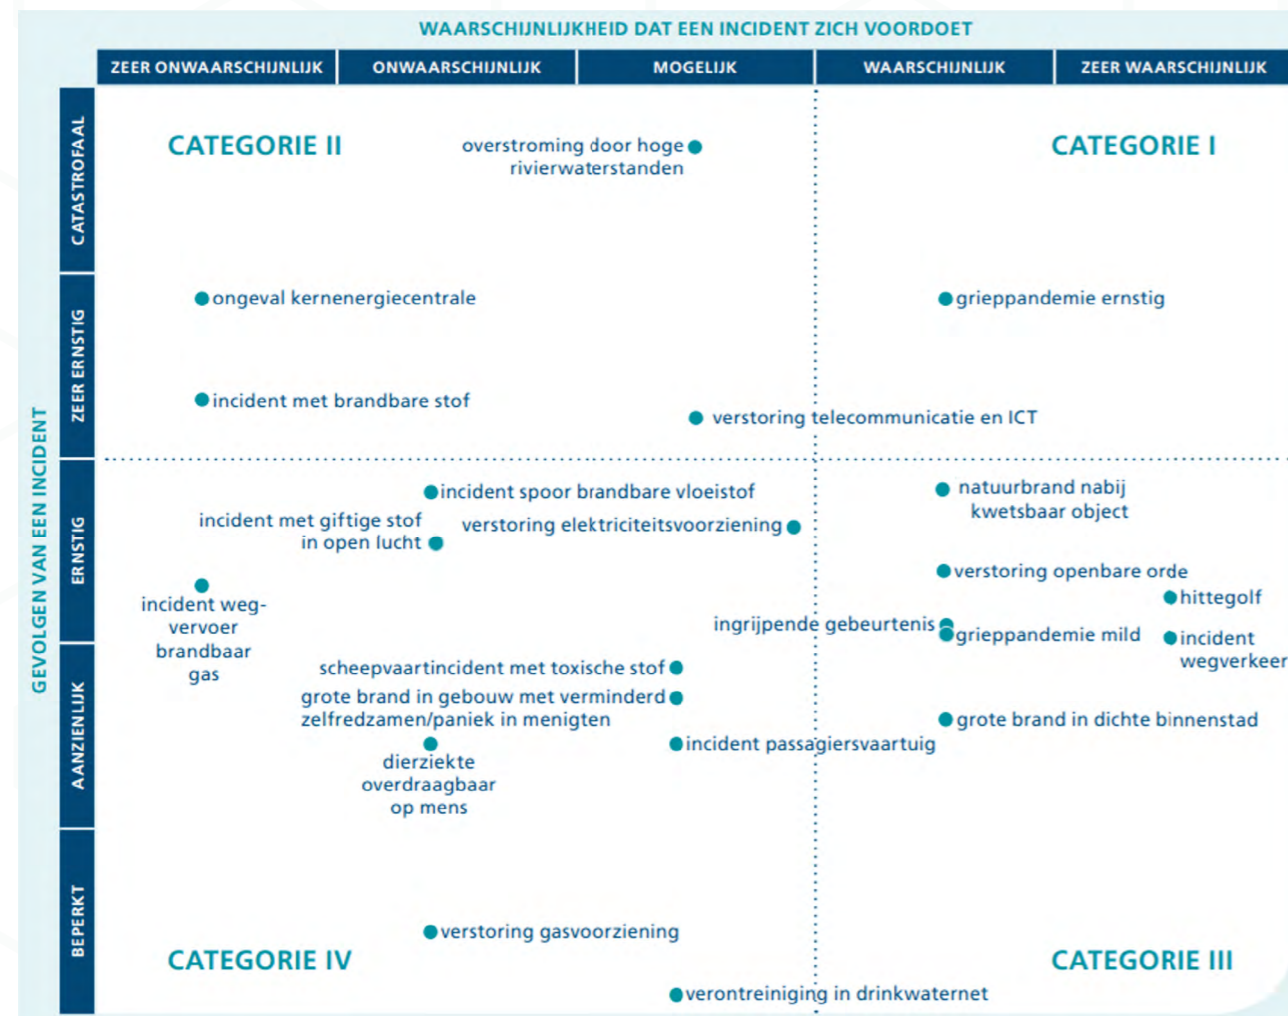 WAARSCHIJNLIJKHEID DAT EEN INCIDENT ZICH VOORDOET
ZEER ONWAARSCHIJNLIJK
ONWAARSCHIJNLIJK
MOGELIJK
WAARSCHIJNLIJK
ZEER WAARSCHIJNLIJK
GEVOLGEN VAN EEN INCIDENT
CATASTROFAAL
CATEGORIE II
overstroming door hoge
rivierwaterstanden
CATEGORIE I
ZEER ERNSTIG
ongeval kernenergiecentrale
grieppandemie ernstig
incident met brandbare stof
verstoring telecommunicatie en ICT
ERNSTIG
incident spoor brandbare vloeistof
natuurbrand nabij
kwetsbaar object
incident met giftige stof
in open lucht
verstoring elektriciteitsvoorziening
verstoring openbare orde
incident weg-
vervoer
brandbaar
gas
hittegolf
ingrijpende gebeurtenis
grieppandemie mild
incident
wegverkeer
AANZIENLIJK
scheepvaartincident met toxische stof
grote brand in gebouw met verminderd
zelfredzamen/paniek in menigten
grote brand in dichte binnenstad
incident passagiersvaartuig
dierziekte
overdraagbaar
op mens
BEPERKT
verstoring gasvoorziening
CATEGORIE IV
CATEGORIE III
verontreiniging in drinkwaternet